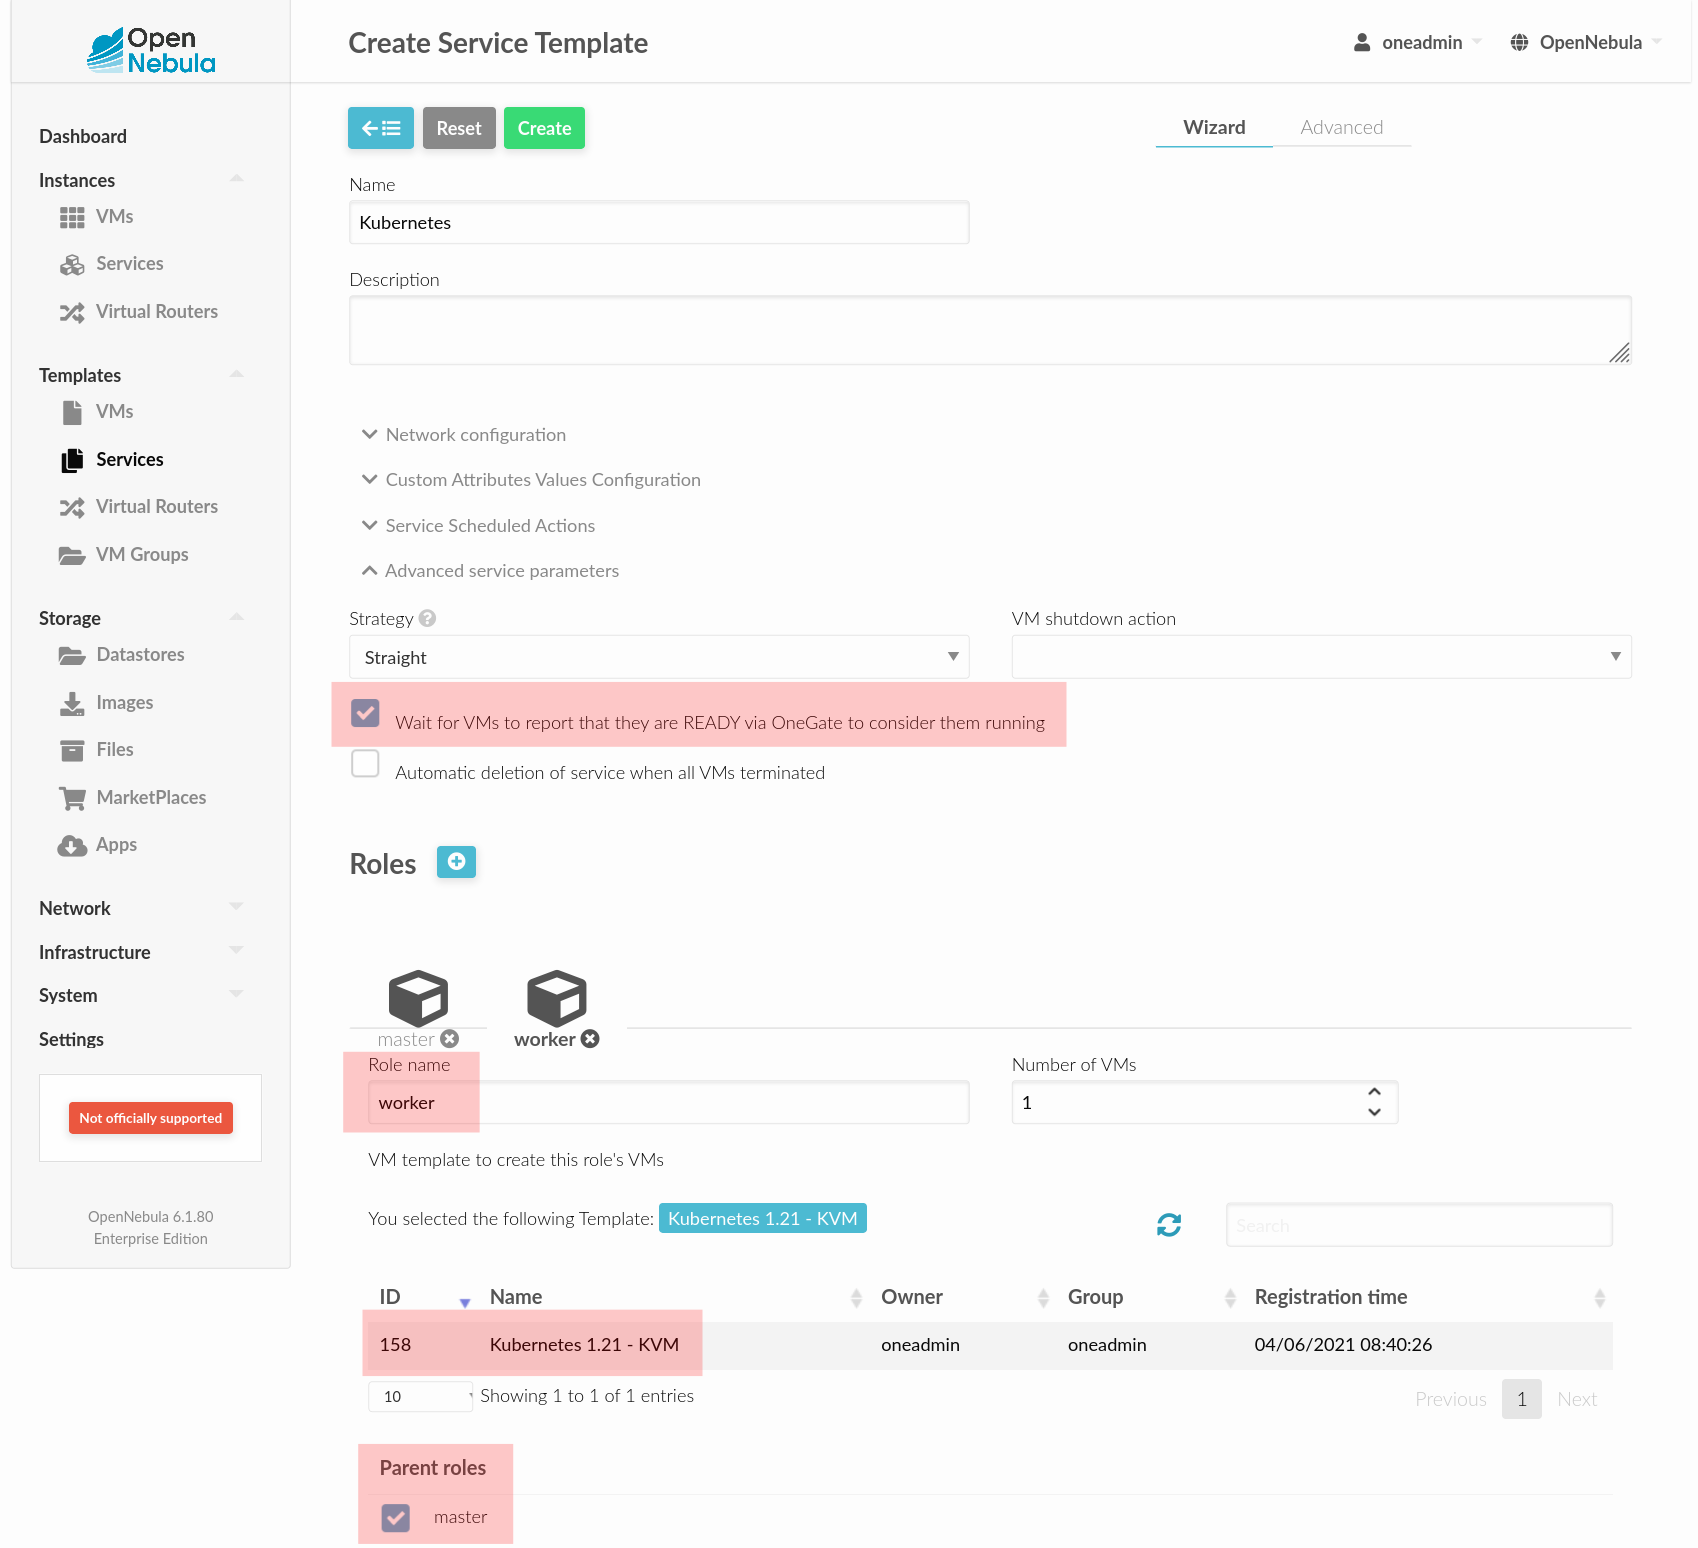 Open
Nebula
Create Service Template
oneadmin
OpenNebula
Dashboard
Instances
VMs
Services
Virtual Routers
Templates
VMs
Services
Virtual Routers
VM Groups
Storage
Datastores
Images
Files
MarketPlaces
Apps
Network
Infrastructure
System
Settings
Not officially supported
OpenNebula 6.1.80
Enterprise Edition
Reset
Create
Wizard
Advanced
Name
Kubernetes
Description
Network configuration
Custom Attributes Values Configuration
Service Scheduled Actions
Advanced service parameters
Strategy ?
VM shutdown action
Straight
Wait for VMs to report that they are READY via OneGate to consider them running
Automatic deletion of service when all VMs terminated
Roles
master
worker
Role name
Number of VMs
worker
1
VM template to create this role's VMs
You selected the following Template: Kubernetes 1.21 - KVM
Search
ID Name Owner Group Registration time
158 Kubernetes 1.21 - KVM oneadmin oneadmin 04/06/2021 08:40:26
10 Showing 1 to 1 of 1 entries
Previous 1 Next
Parent roles
master